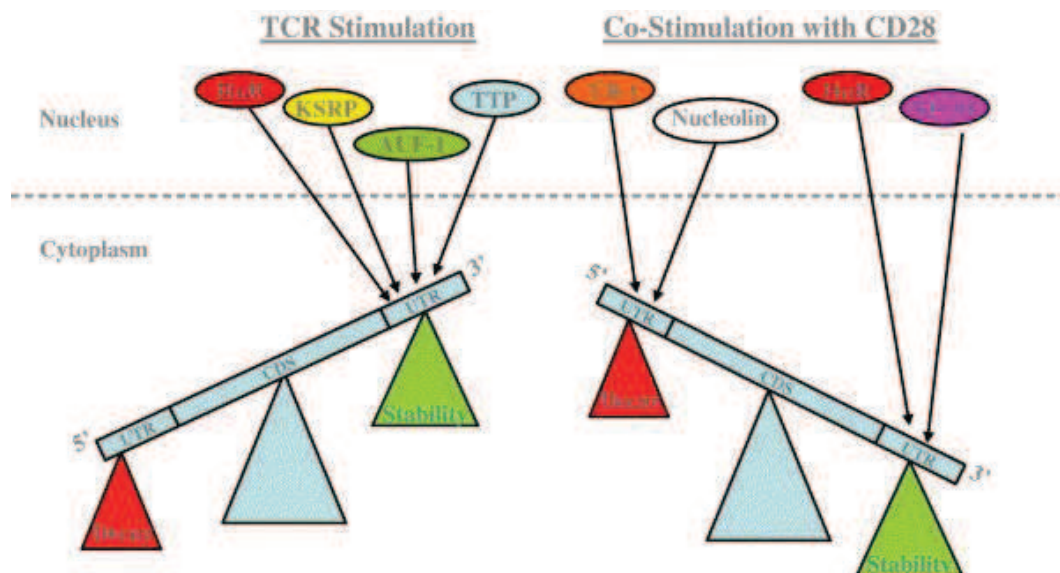 TCR Stimulation
Co-Stimulation with CD28
HuR
KSRP
AUF-1
TTP
Nucleolin
HuR
Nucleus
Cytoplasm
3'
UTR
CDS
UTR
5'
Stability
Decay
5'
UTR
CDS
UTR
3'
Decay
Stability